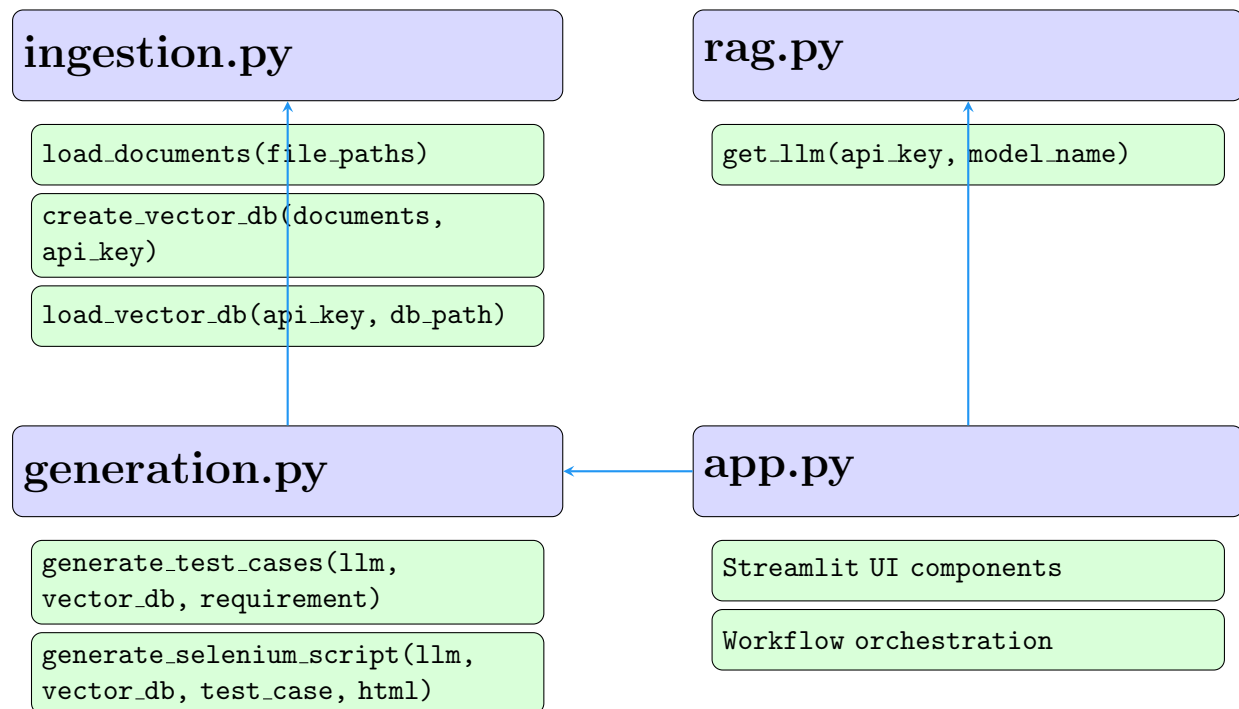 ingestion.py
load_documents(file_paths)
create_vector_db(documents,
api_key)
load_vector_db(api_key, db_path)
rag.py
get_llm(api_key, model_name)
generation.py
generate_test_cases(llm,
vector_db, requirement)
generate_selenium_script(llm,
vector_db, test_case, html)
app.py
Streamlit UI components
Workflow orchestration